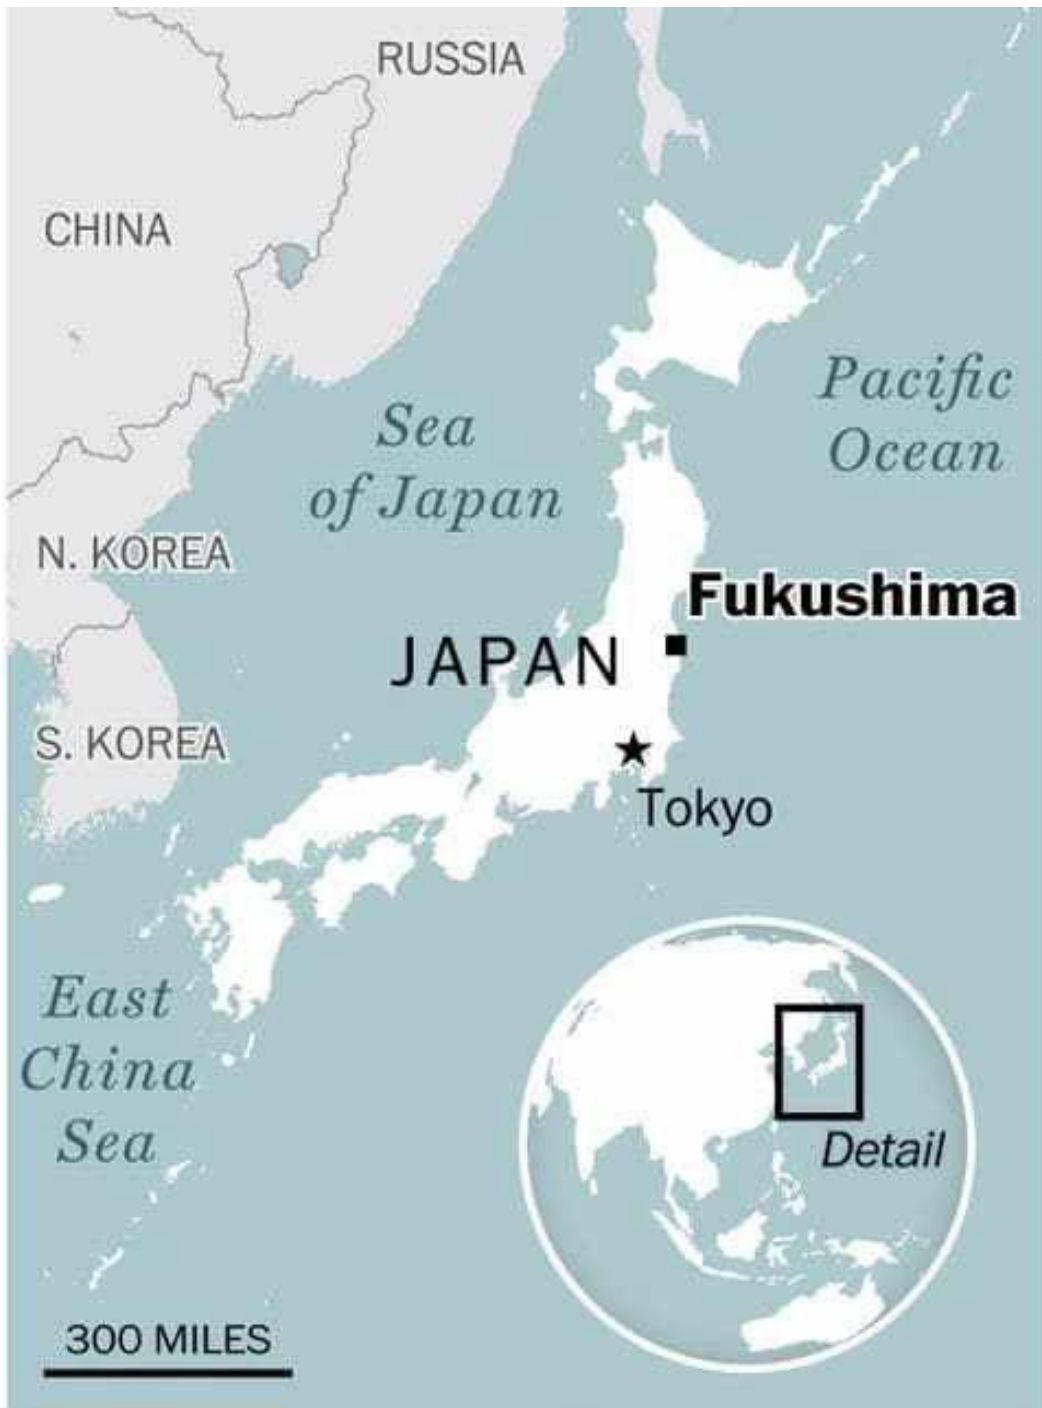 RUSSIA
CHINA
Pacific
Ocean
Sea
of Japan
N. KOREA
Fukushima
JAPAN
S. KOREA
Tokyo
East
China
Sea
Detail
300 MILES